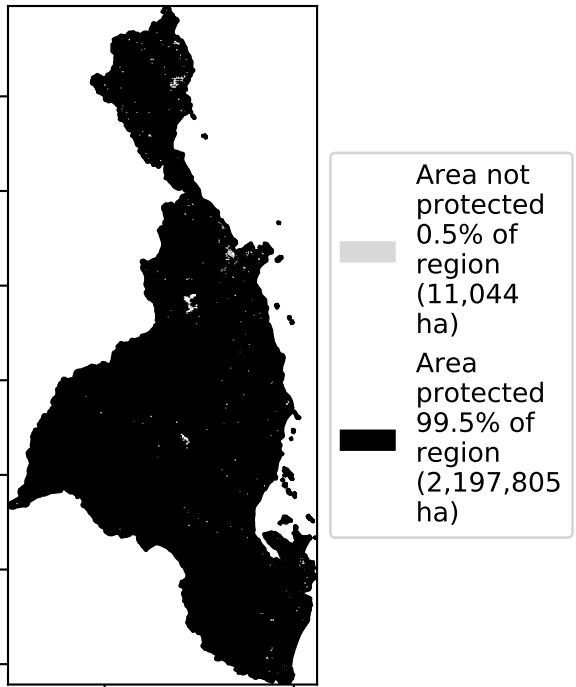 Area not
protected
0.5% of
region
(11,044
ha)
Area
protected
99.5% of
region
(2,197,805
ha)